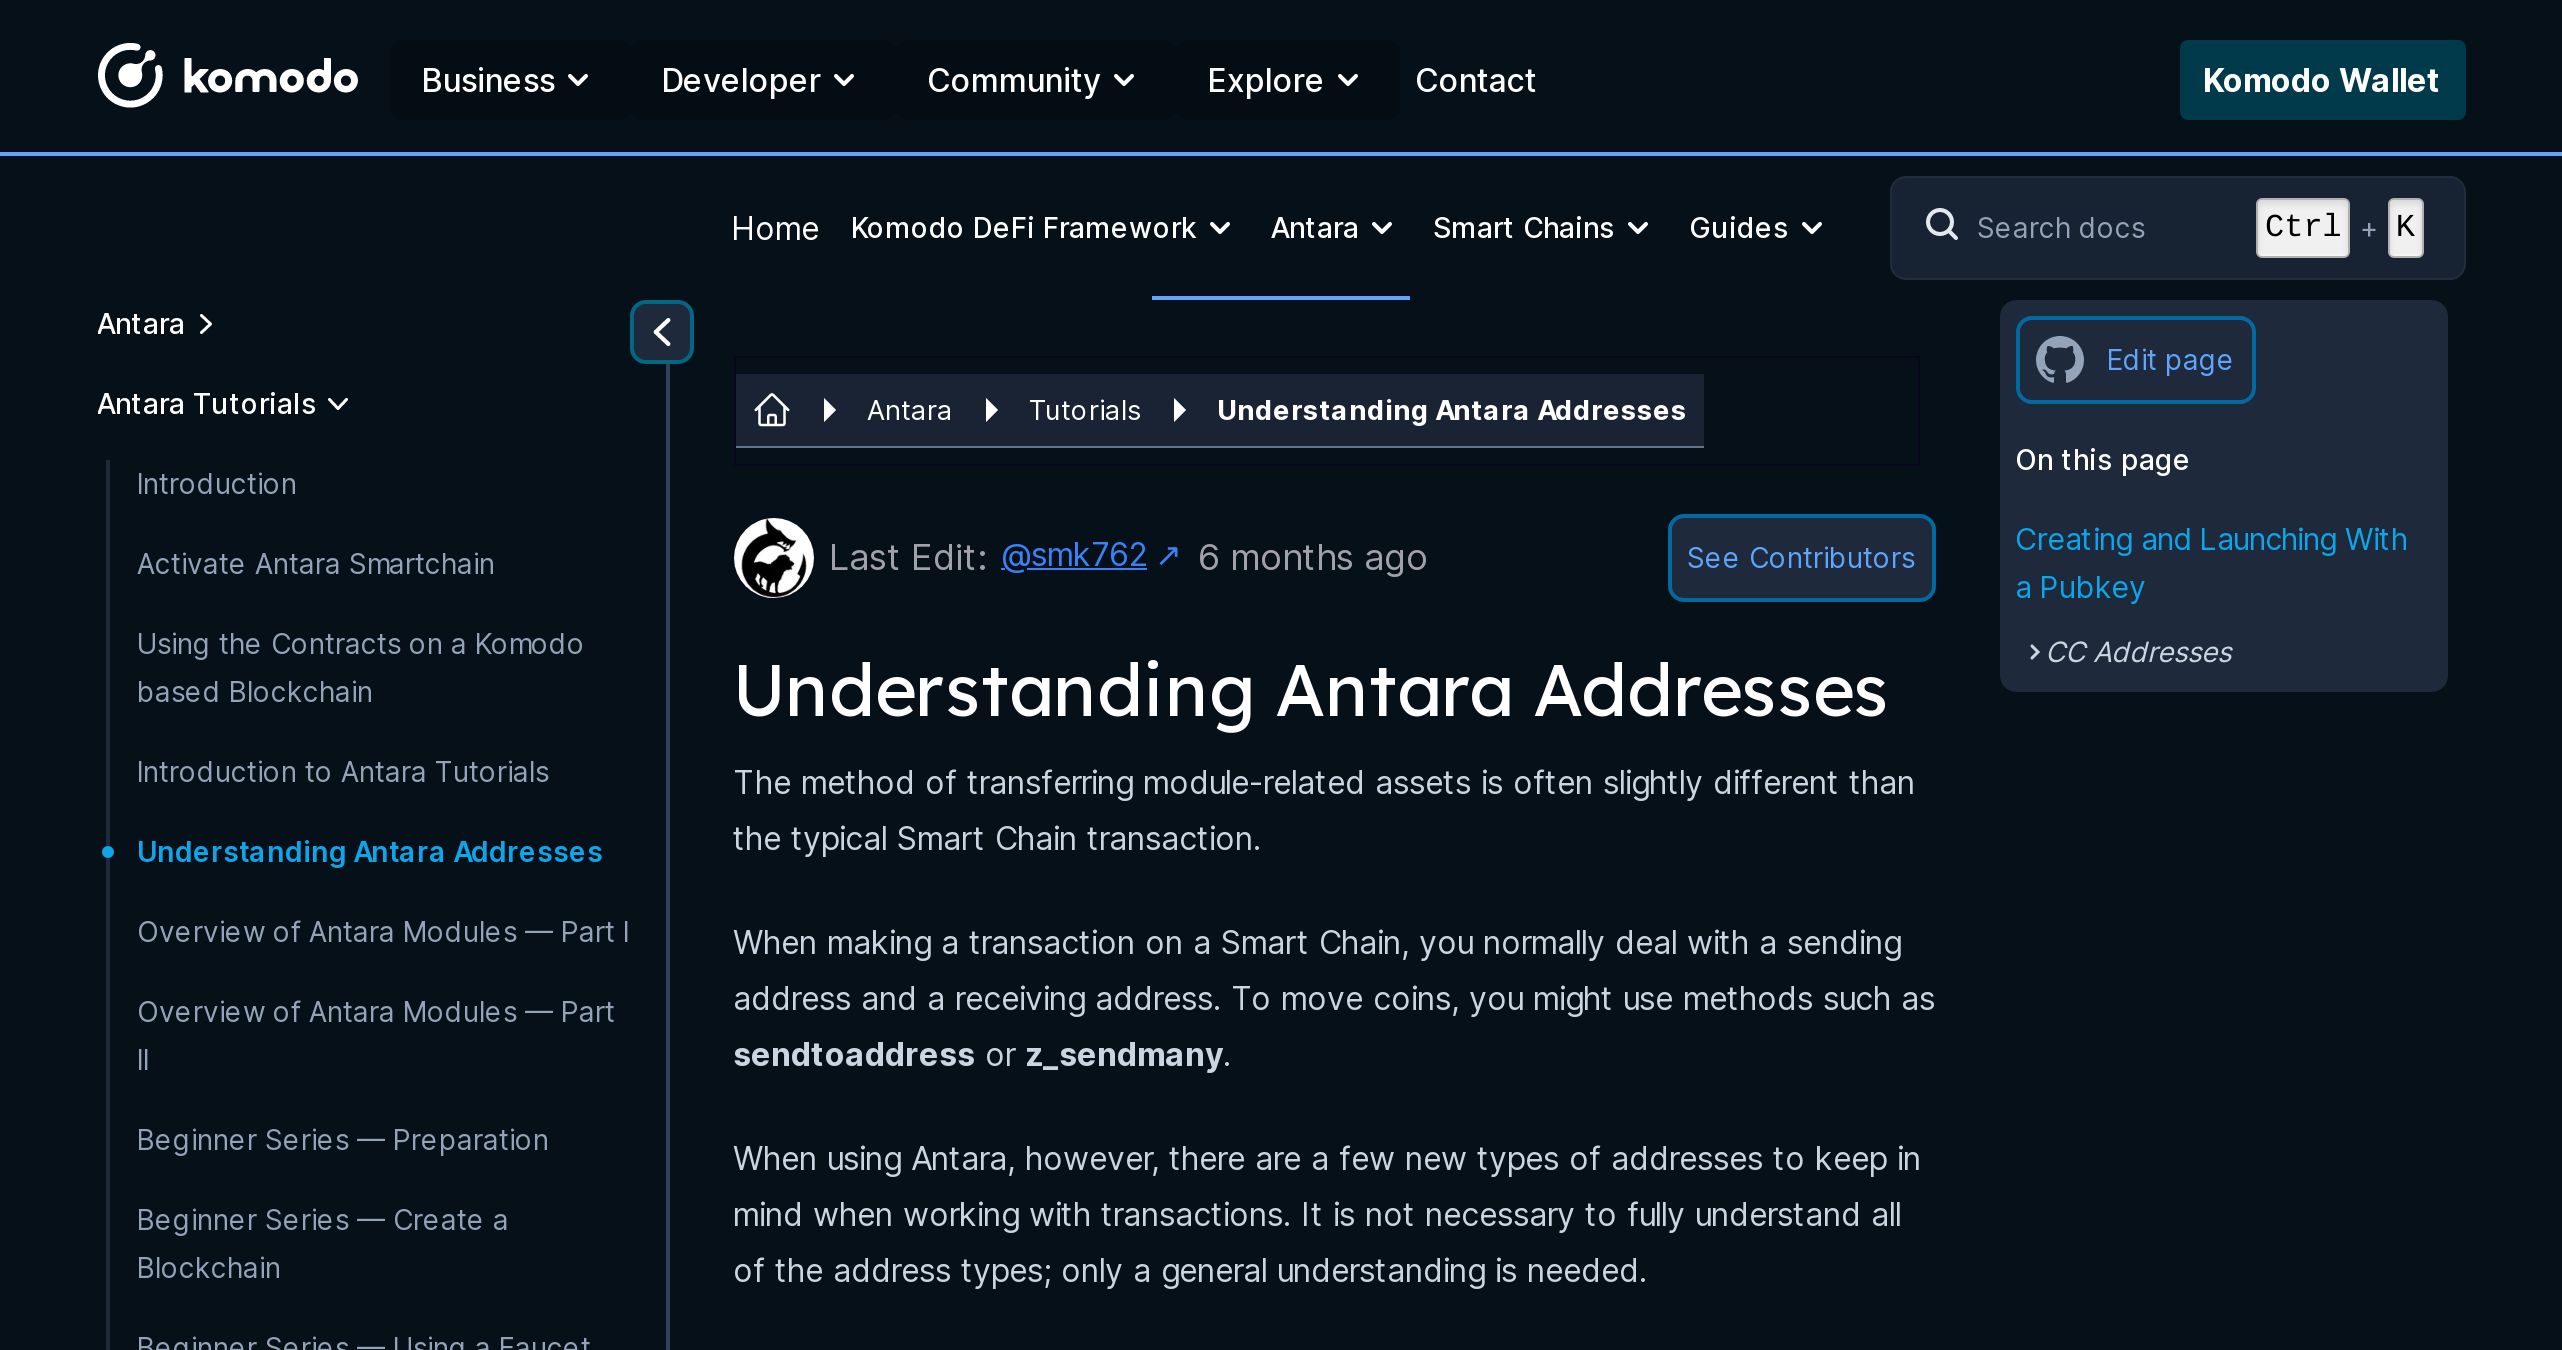 komodo
Business
Developer
Community
Explore
Contact
Komodo Wallet
Home
Komodo DeFi Framework
Antara
Smart Chains
Guides
Search docs
Ctrl + K
Antara
Antara Tutorials
Introduction
Activate Antara Smartchain
Using the Contracts on a Komodo
based Blockchain
Introduction to Antara Tutorials
Understanding Antara Addresses
Overview of Antara Modules — Part I
Overview of Antara Modules — Part
II
Beginner Series — Preparation
Beginner Series — Create a
Blockchain
Beginner Series — Using a Faucet
Antara
Tutorials
Understanding Antara Addresses
Last Edit: @smk762 ↗ 6 months ago
See Contributors
Understanding Antara Addresses
The method of transferring module-related assets is often slightly different than
the typical Smart Chain transaction.
When making a transaction on a Smart Chain, you normally deal with a sending
address and a receiving address. To move coins, you might use methods such as
sendtoaddress or z_sendmany.
When using Antara, however, there are a few new types of addresses to keep in
mind when working with transactions. It is not necessary to fully understand all
of the address types; only a general understanding is needed.
Edit page
On this page
Creating and Launching With
a Pubkey
CC Addresses